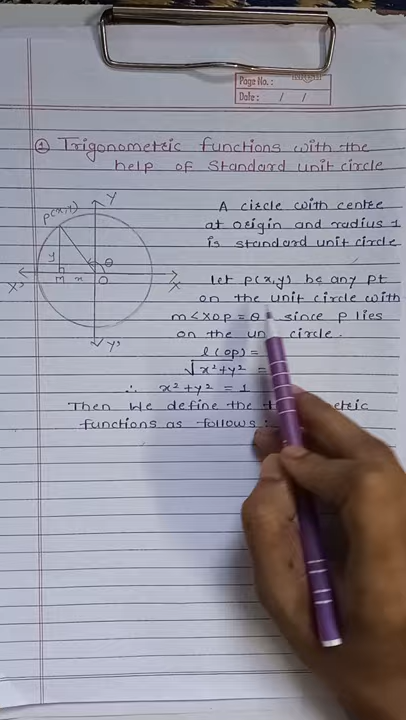 Page No. :
Date : / /
① Trigonometric functions with the
help of Standard unit circle
Y
P(x,y)
y
θ
X'
M
x
O
X
Y'
A circle with centre
at origin and radius 1
is standard unit circle
let p(x,y) be any pt
on the unit circle with
m<XOP = θ since P lies
on the unit circle.
l(OP) =
√x²+y² =
∴ x²+y² = 1
Then We define the
functions as follows: